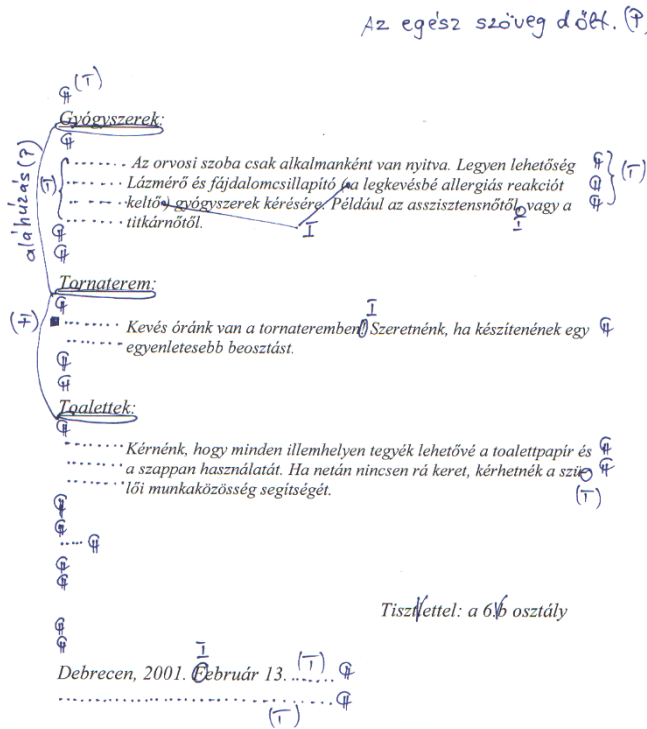 Az egész szöveg dőlt. (P)
¶ (T)
Gyógyszerek:
¶
aláhúzás (P)
(T) Az orvosi szoba csak alkalmanként van nyitva. Legyen lehetőség ¶ (T)
Lázmérő és fájdalomcsillapító (a legkevésbé allergiás reakciót ¶
keltő) gyógyszerek kérésére. Például az asszisztensnőtől, vagy a ¶
¶ titkárnőtől. I I
¶
Tornaterem:
¶ I
Kevés óránk van a tornateremben. Szeretnénk, ha készítenének egy ¶
egyenletesebb beosztást.
¶
¶
Toalettek:
¶
Kérnénk, hogy minden illemhelyen tegyék lehetővé a toalettpapír és ¶
a szappan használatát. Ha netán nincsen rá keret, kérhetnék a szü- ¶
lői munkaközösség segítségét. (T)
¶
¶
..... ¶
¶
¶
Tisztlettel: a 6.b osztály
¶
¶
I
Debrecen, 2001. Február 13. (T) ¶
¶
(T)